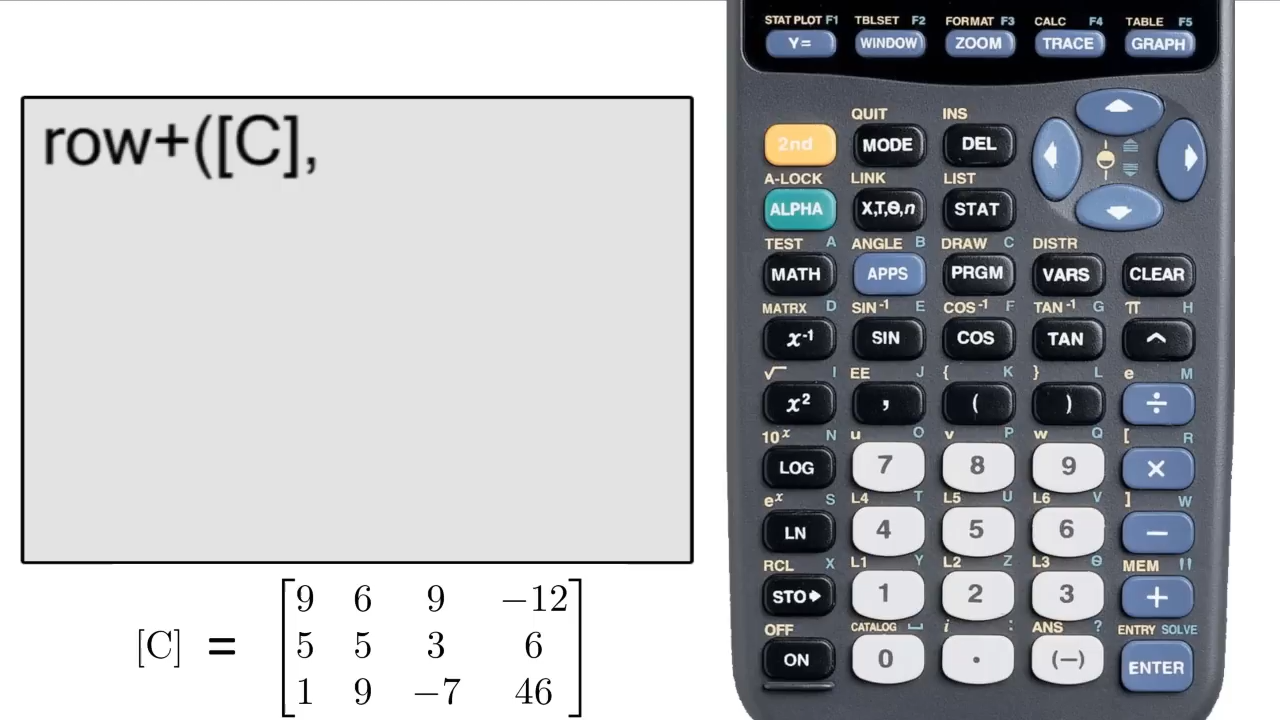 row+([C],
[C] = 
9 6 9 −12
5 5 3 6
1 9 −7 46
STAT PLOT F1 TBLSET F2 FORMAT F3 CALC F4 TABLE F5
Y= WINDOW ZOOM TRACE GRAPH
QUIT INS
2nd MODE DEL
A-LOCK LINK LIST
ALPHA X,T,Θ,n STAT
TEST A ANGLE B DRAW C DISTR
MATH APPS PRGM VARS CLEAR
MATRX D SIN⁻¹ E COS⁻¹ F TAN⁻¹ G π H
x⁻¹ SIN COS TAN ^
√ I EE J { K } L e M
x² , ( ) ÷
10ˣ N u O v P w Q [ R
LOG 7 8 9 ×
eˣ S L4 T L5 U L6 V ] W
LN 4 5 6 −
RCL X L1 Y L2 Z L3 Θ MEM "
STO▸ 1 2 3 +
OFF CATALOG ⎵ i : ANS ? ENTRY SOLVE
ON 0 . (−) ENTER